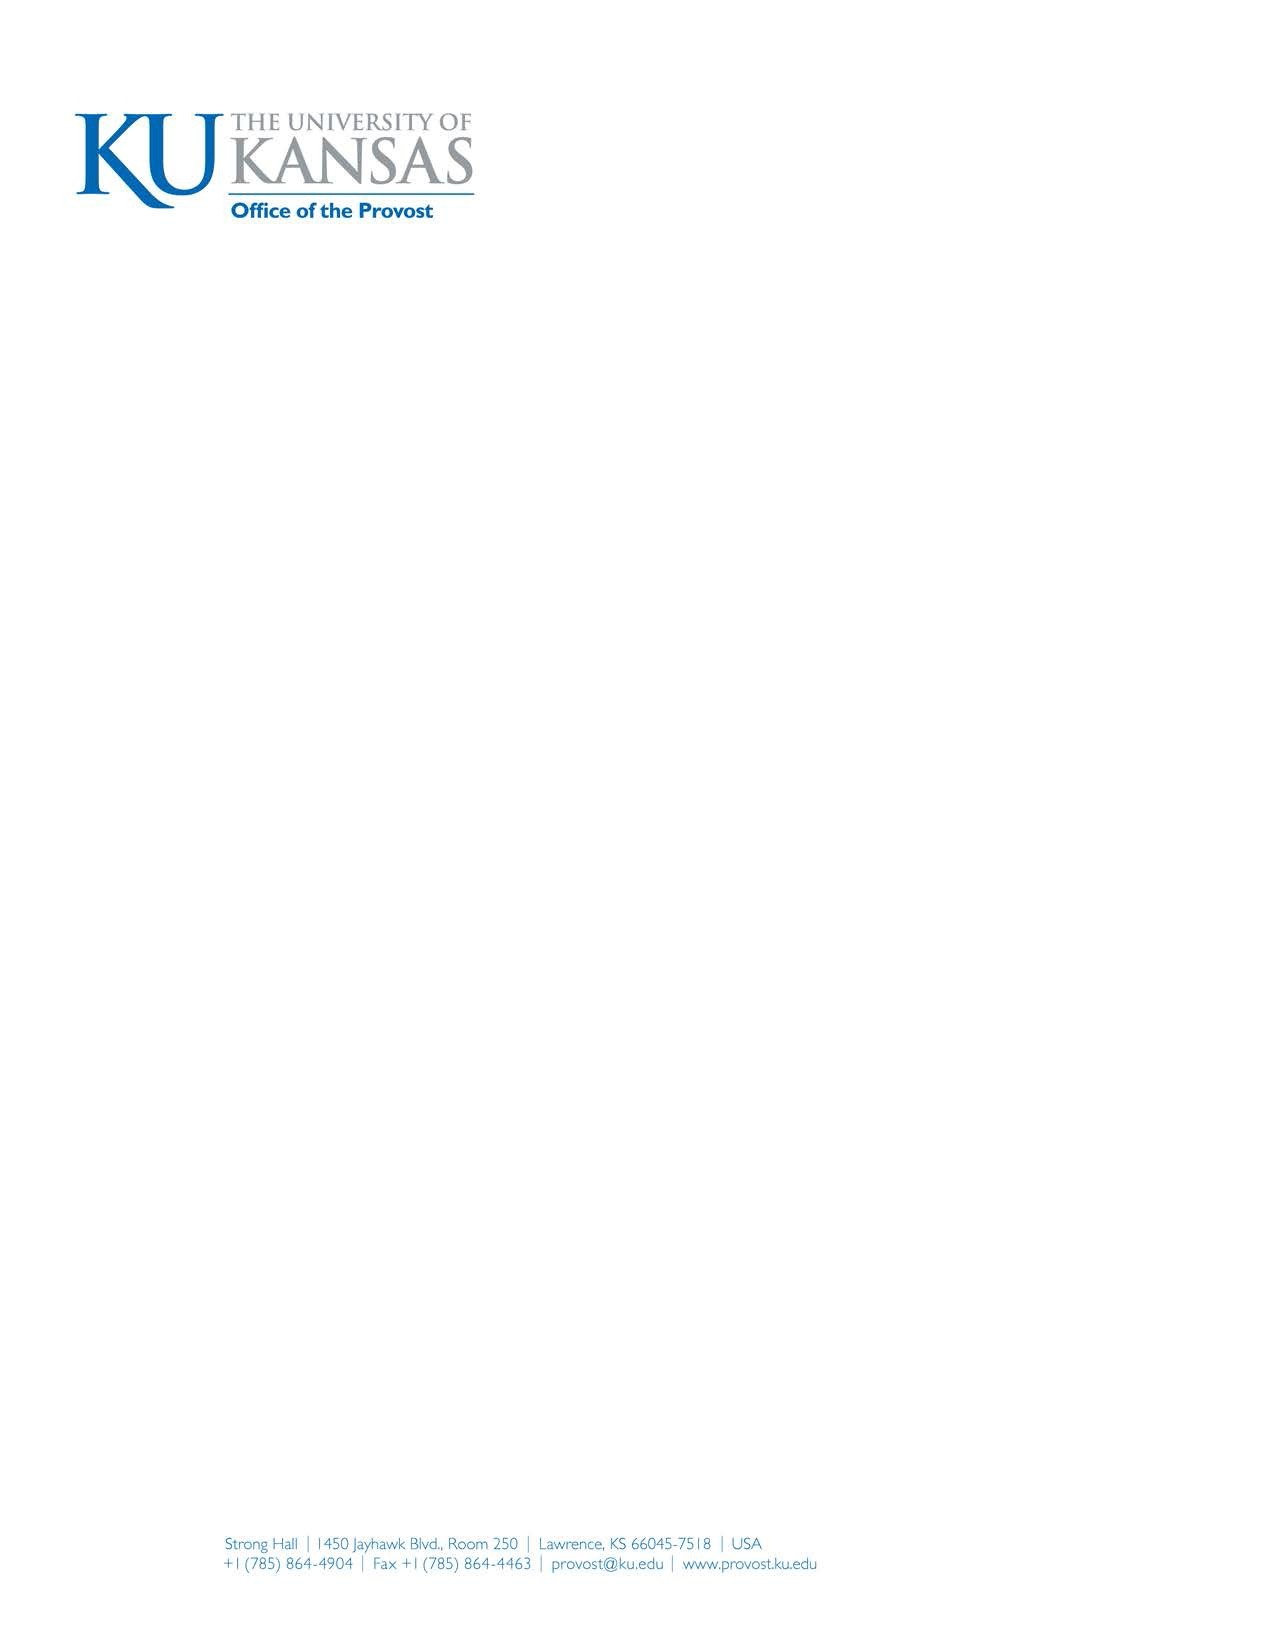 KU THE UNIVERSITY OF
KANSAS
Office of the Provost
Strong Hall | 1450 Jayhawk Blvd., Room 250 | Lawrence, KS 66045-7518 | USA
+1 (785) 864-4904 | Fax +1 (785) 864-4463 | provost@ku.edu | www.provost.ku.edu